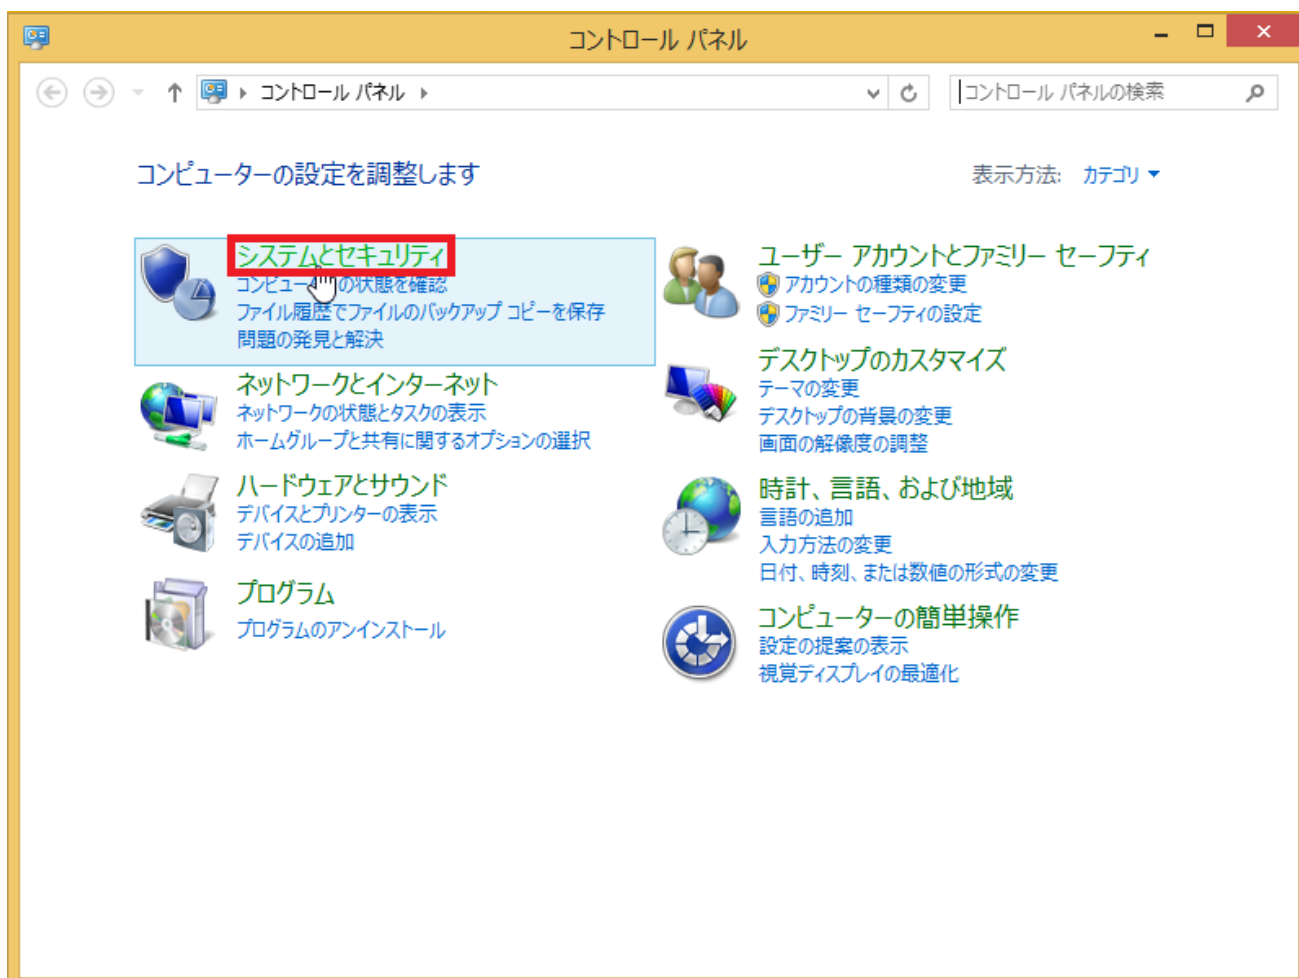 コントロール パネル
コントロール パネル
コントロール パネルの検索
コンピューターの設定を調整します
表示方法: カテゴリ
システムとセキュリティ
コンピューの状態を確認
ファイル履歴でファイルのバックアップ コピーを保存
問題の発見と解決
ネットワークとインターネット
ネットワークの状態とタスクの表示
ホームグループと共有に関するオプションの選択
ハードウェアとサウンド
デバイスとプリンターの表示
デバイスの追加
プログラム
プログラムのアンインストール
ユーザー アカウントとファミリー セーフティ
アカウントの種類の変更
ファミリー セーフティの設定
デスクトップのカスタマイズ
テーマの変更
デスクトップの背景の変更
画面の解像度の調整
時計、言語、および地域
言語の追加
入力方法の変更
日付、時刻、または数値の形式の変更
コンピューターの簡単操作
設定の提案の表示
視覚ディスプレイの最適化